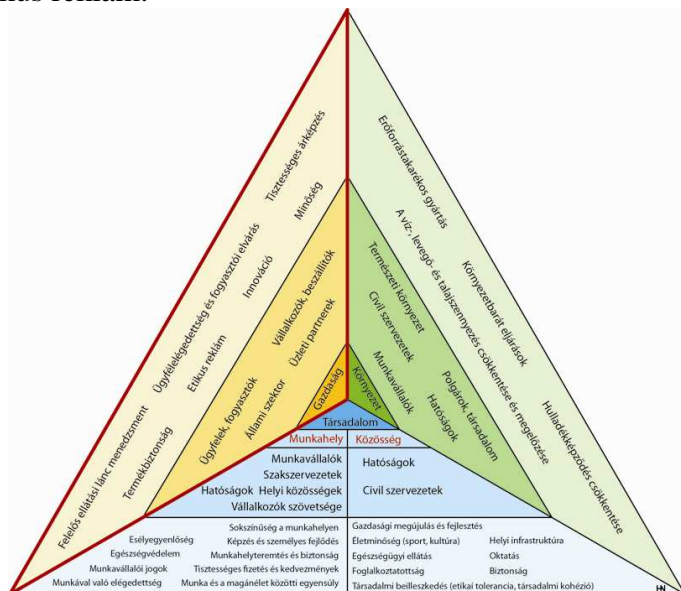 Tisztességes árképzés
Minőség
Ügyfélelégedettség és fogyasztói elvárás
Innováció
Etikus reklám
Felelős ellátási lánc menedzsment
Termékbiztonság
Vállalkozók, beszállítók
Üzleti partnerek
Ügyfelek, fogyasztók
Állami szektor
Gazdaság
Erőforrástakarékos gyártás
Környezetbarát eljárások
A víz-, levegő- és talajszennyezés csökkentése és megelőzése
Hulladékképződés csökkentése
Természeti környezet
Civil szervezetek
Munkavállalók
Hatóságok
Polgárok, társadalom
Környezet
Társadalom
Munkahely
Munkavállalók
Szakszervezetek
Hatóságok Helyi közösségek
Vállalkozók szövetsége
Közösség
Hatóságok
Civil szervezetek
Sokszínűség a munkahelyen
Esélyegyenlőség
Képzés és személyes fejlődés
Egészségvédelem
Munkahelyteremtés és biztonság
Munkavállalói jogok
Tisztességes fizetés és kedvezmények
Munkával való elégedettség
Munka és a magánélet közötti egyensúly
Gazdasági megújulás és fejlesztés
Életminőség (sport, kultúra)
Helyi infrastruktúra
Egészségügyi ellátás
Oktatás
Foglalkoztatottság
Biztonság
Társadalmi beilleszkedés (etikai tolerancia, társadalmi kohézió)